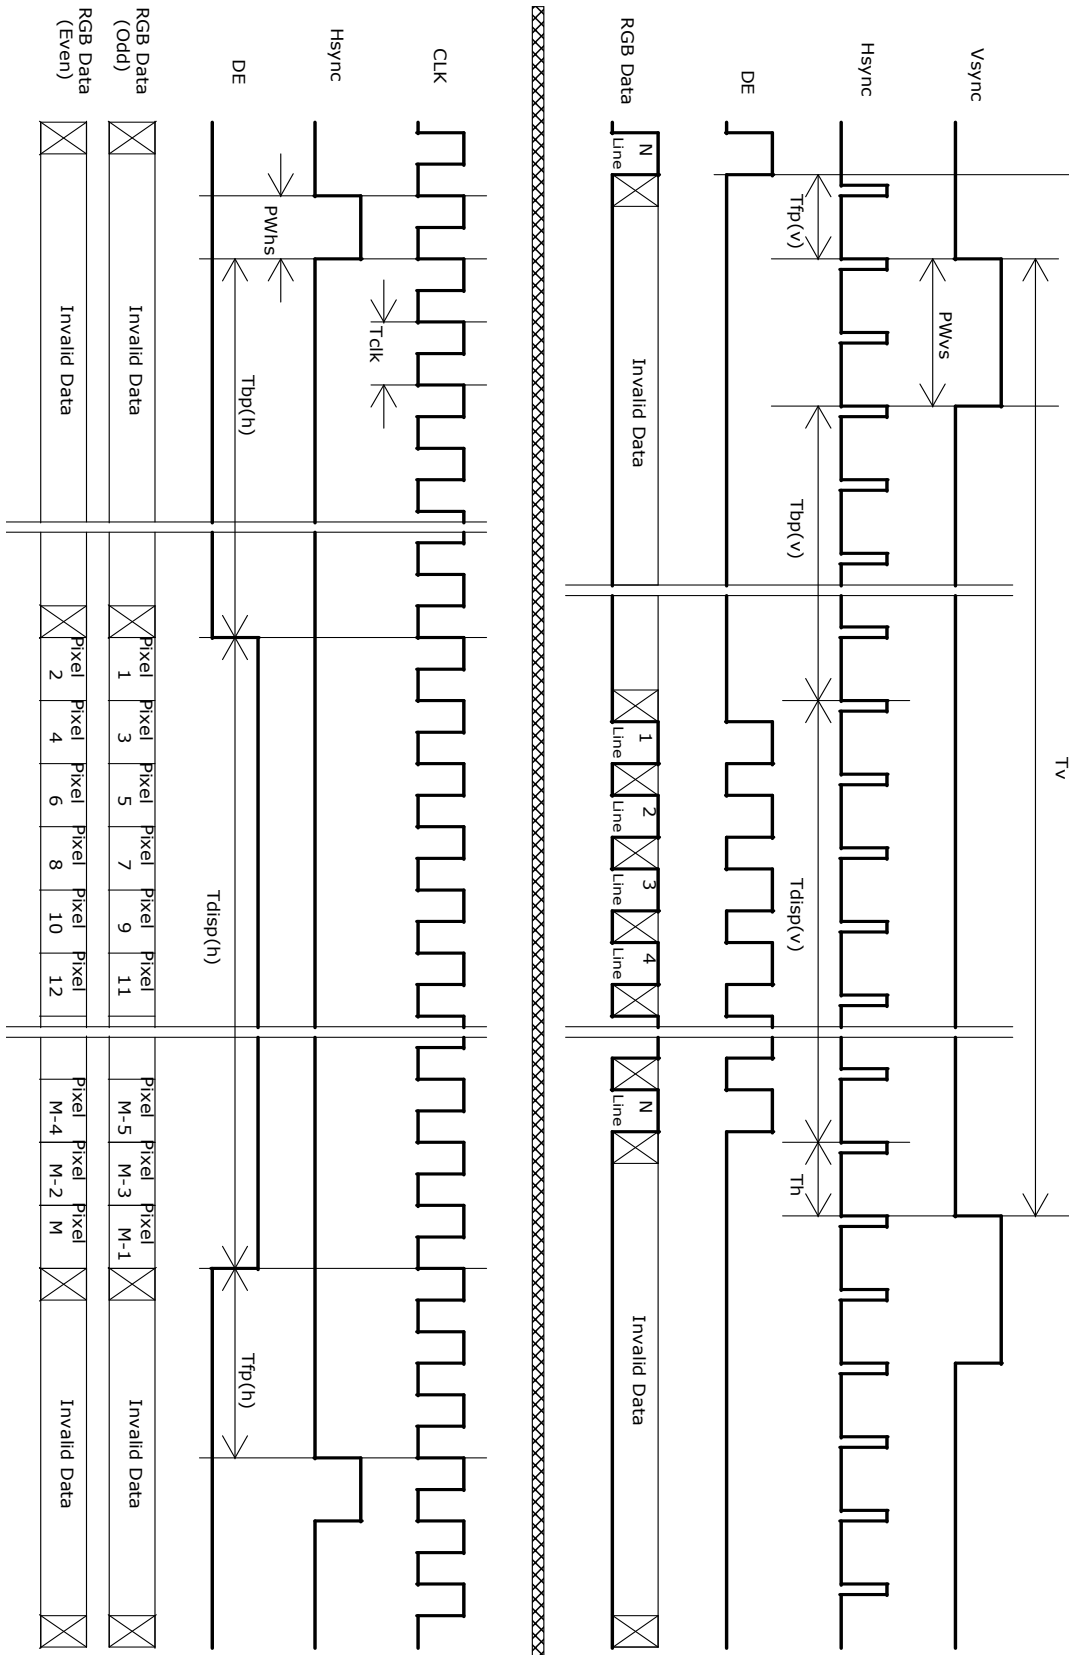 Tv
Vsync
PWvs
Hsync
Tfp(v)
Tbp(v)
Tdisp(v)
Th
DE
RGB Data
Line N
Invalid Data
Line 1
Line 2
Line 3
Line 4
Line N
Invalid Data
CLK
Tclk
Hsync
PWhs
DE
Tbp(h)
Tdisp(h)
Tfp(h)
RGB Data
(Odd)
Invalid Data
Pixel 1
Pixel 3
Pixel 5
Pixel 7
Pixel 9
Pixel 11
Pixel M-5
Pixel M-3
Pixel M-1
Invalid Data
RGB Data
(Even)
Invalid Data
Pixel 2
Pixel 4
Pixel 6
Pixel 8
Pixel 10
Pixel 12
Pixel M-4
Pixel M-2
Pixel M
Invalid Data